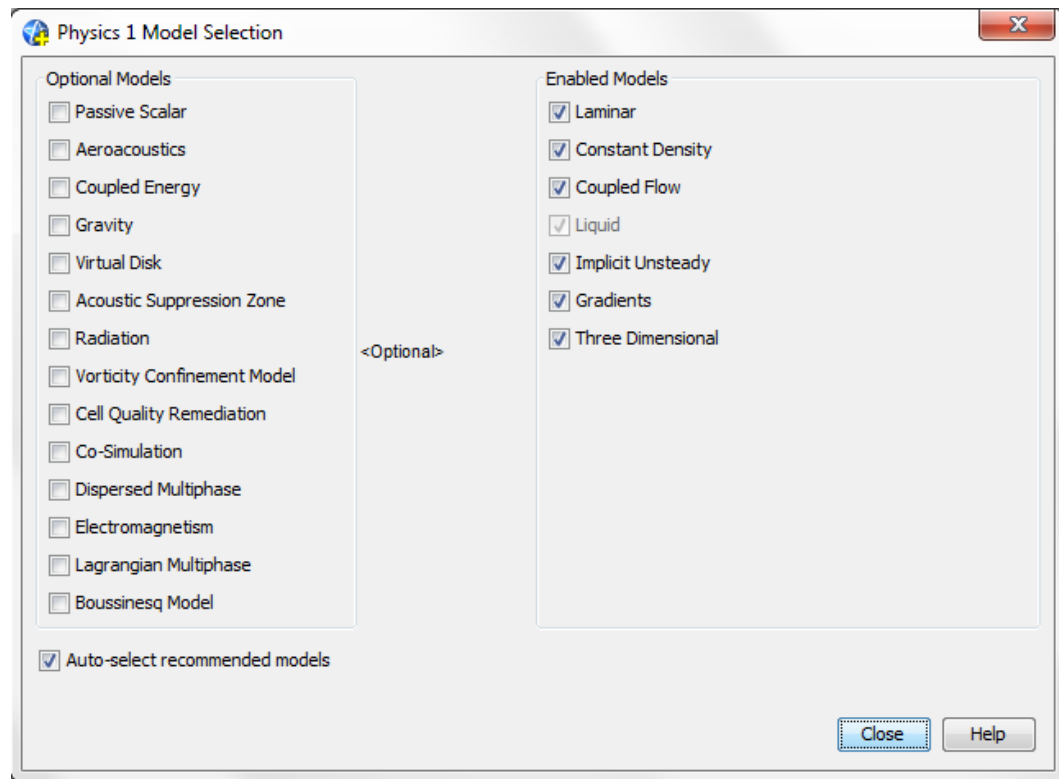 Physics 1 Model Selection
Optional Models
Passive Scalar
Aeroacoustics
Coupled Energy
Gravity
Virtual Disk
Acoustic Suppression Zone
Radiation
Vorticity Confinement Model
Cell Quality Remediation
Co-Simulation
Dispersed Multiphase
Electromagnetism
Lagrangian Multiphase
Boussinesq Model
<Optional>
Enabled Models
Laminar
Constant Density
Coupled Flow
Liquid
Implicit Unsteady
Gradients
Three Dimensional
Auto-select recommended models
Close
Help